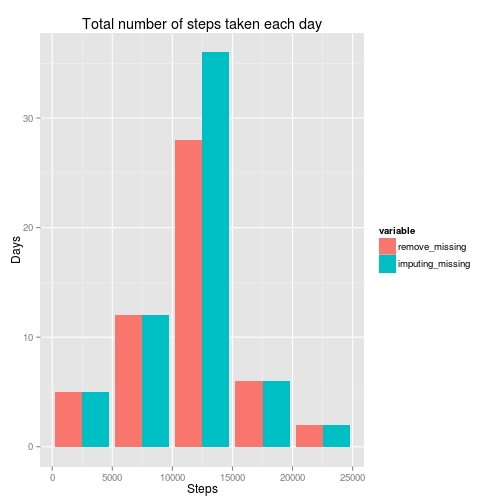 Total number of steps taken each day
30
20
10
0
Days
0 5000 10000 15000 20000 25000
Steps
variable
remove_missing
imputing_missing